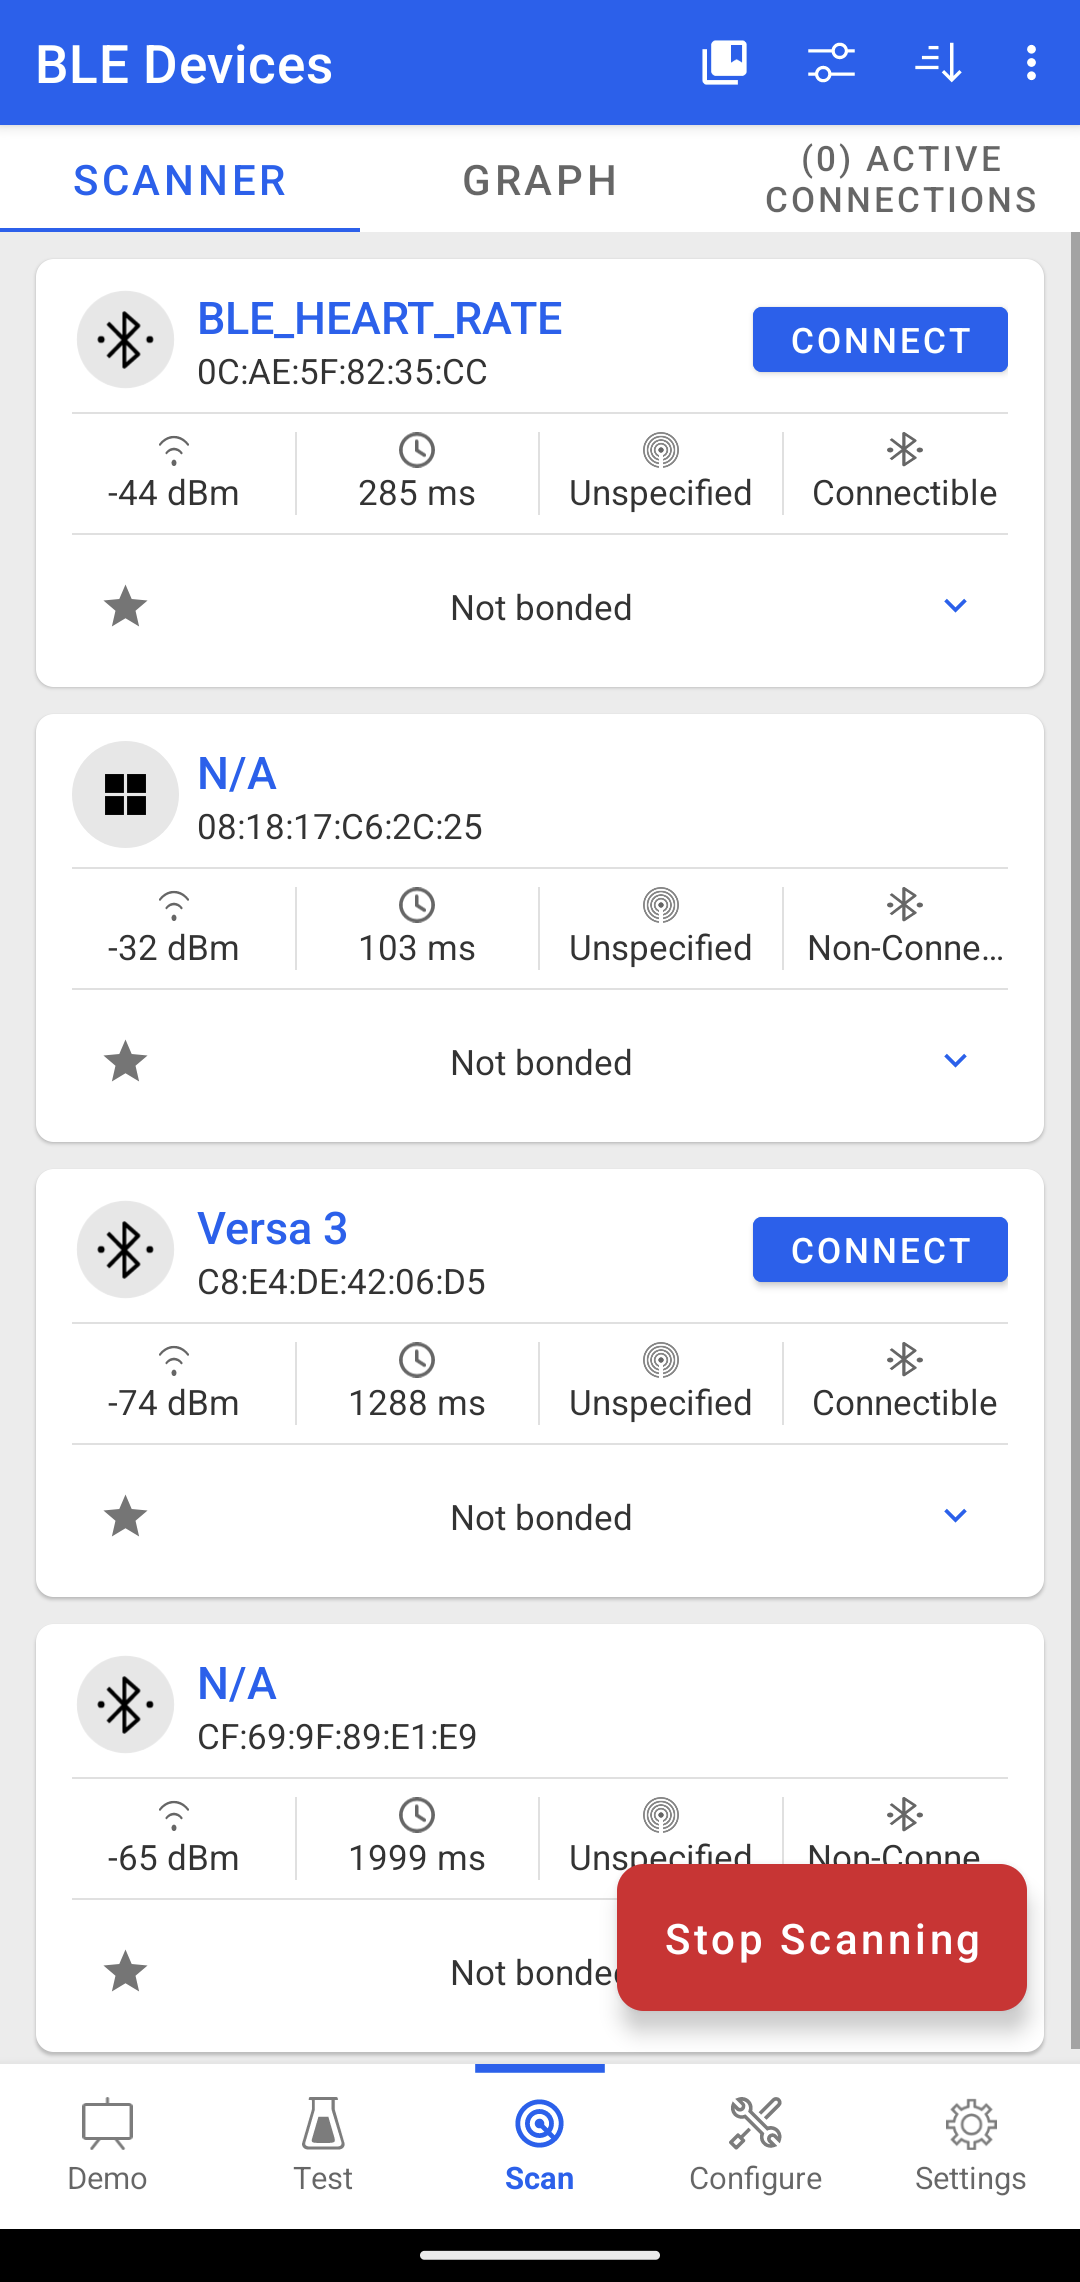 BLE Devices
SCANNER
GRAPH
(0) ACTIVE
CONNECTIONS
BLE_HEART_RATE
0C:AE:5F:82:35:CC
CONNECT
-44 dBm
285 ms
Unspecified
Connectible
Not bonded
N/A
08:18:17:C6:2C:25
-32 dBm
103 ms
Unspecified
Non-Conne...
Not bonded
Versa 3
C8:E4:DE:42:06:D5
CONNECT
-74 dBm
1288 ms
Unspecified
Connectible
Not bonded
N/A
CF:69:9F:89:E1:E9
-65 dBm
1999 ms
Unspecified
Non-Conne
Not bonded
Stop Scanning
Demo
Test
Scan
Configure
Settings